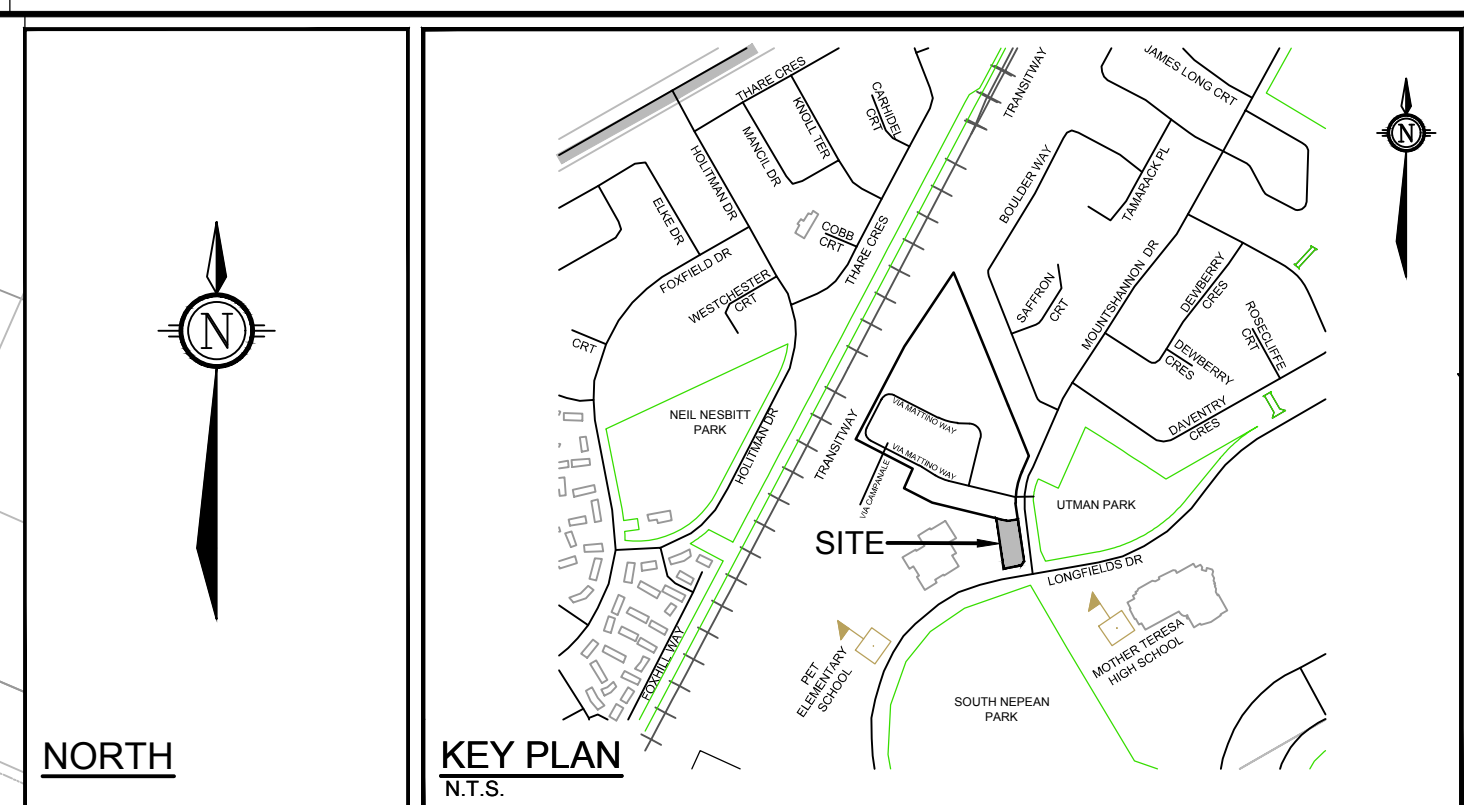 N
NORTH
THARE CRES
KNOLL TER
MANCIL DR
CARHIDEL
CRT
TRANSITWAY
JAMES LONG CRT
N
HOLITMAN DR
ELKE DR
FOXFIELD DR
WESTCHESTER
CRT
COBB
CRT
THARE CRES
BOULDER WAY
TAMARACK PL
SAFFRON
CRT
MOUNTSHANNON DR
DEWBERRY
CRES
DEWBERRY
CRES
ROSECLIFFE
CRT
DAVENTRY
CRES
CRT
NEIL NESBITT
PARK
HOLITMAN DR
TRANSITWAY
VIA MATTINO WAY
VIA MATTINO WAY
VIA CAMPANALE
UTMAN PARK
SITE
LONGFIELDS DR
FOXHILL WAY
PET
ELEMENTARY
SCHOOL
MOTHER TERESA
HIGH SCHOOL
SOUTH NEPEAN
PARK
KEY PLAN
N.T.S.